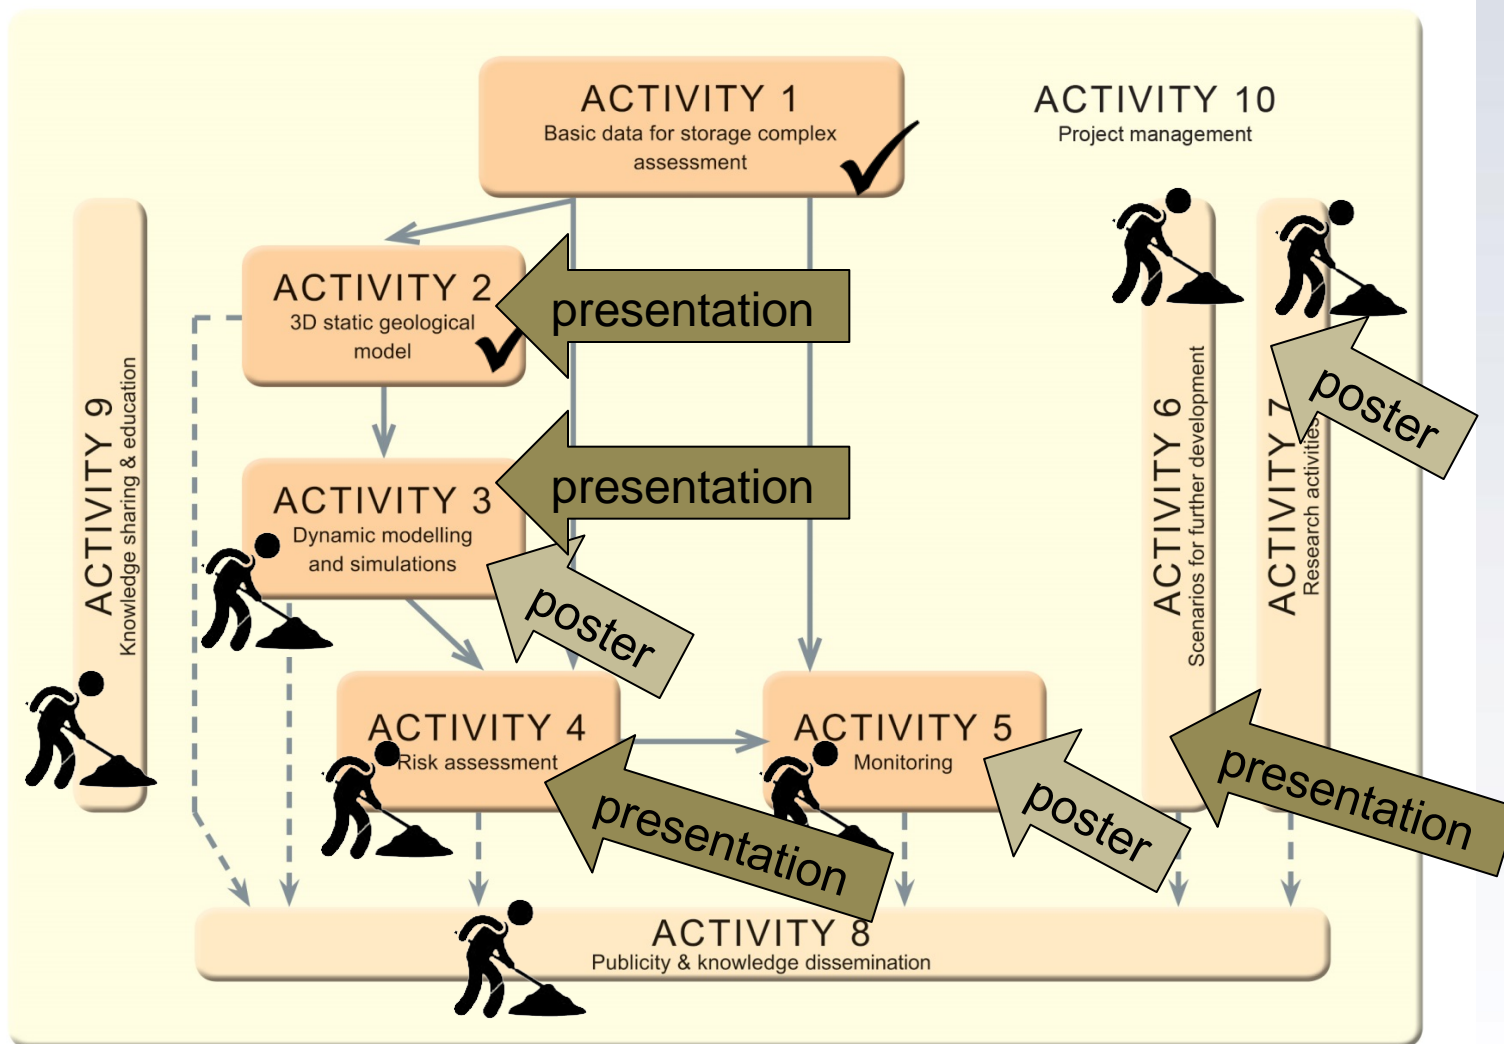 ACTIVITY 1
Basic data for storage complex
assessment
ACTIVITY 10
Project management
ACTIVITY 2
3D static geological
model
presentation
ACTIVITY 3
Dynamic modelling
and simulations
presentation
poster
ACTIVITY 9
Knowledge sharing & education
ACTIVITY 6
Scenarios for further development
ACTIVITY 7
Research activities
poster
ACTIVITY 4
Risk assessment
presentation
ACTIVITY 5
Monitoring
poster
presentation
ACTIVITY 8
Publicity & knowledge dissemination